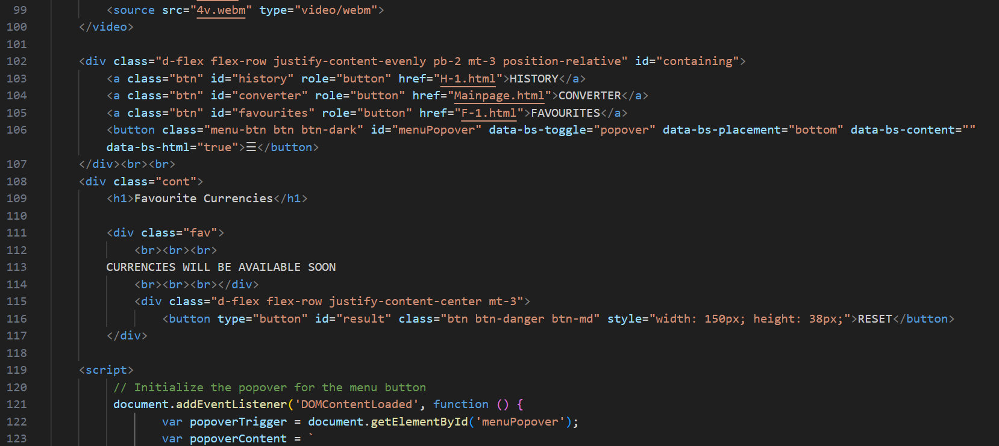 99 <source src="4v.webm" type="video/webm">
100 </video>
101
102 <div class="d-flex flex-row justify-content-evenly pb-2 mt-3 position-relative" id="containing">
103 <a class="btn" id="history" role="button" href="H-1.html">HISTORY</a>
104 <a class="btn" id="converter" role="button" href="Mainpage.html">CONVERTER</a>
105 <a class="btn" id="favourites" role="button" href="F-1.html">FAVOURITES</a>
106 <button class="menu-btn btn btn-dark" id="menuPopover" data-bs-toggle="popover" data-bs-placement="bottom" data-bs-content=""
data-bs-html="true">☰</button>
107 </div><br><br>
108 <div class="cont">
109 <h1>Favourite Currencies</h1>
110
111 <div class="fav">
112 <br><br><br>
113 CURRENCIES WILL BE AVAILABLE SOON
114 <br><br><br></div>
115 <div class="d-flex flex-row justify-content-center mt-3">
116 <button type="button" id="result" class="btn btn-danger btn-md" style="width: 150px; height: 38px;">RESET</button>
117 </div>
118
119 <script>
120 // Initialize the popover for the menu button
121 document.addEventListener('DOMContentLoaded', function () {
122 var popoverTrigger = document.getElementById('menuPopover');
123 var popoverContent = `